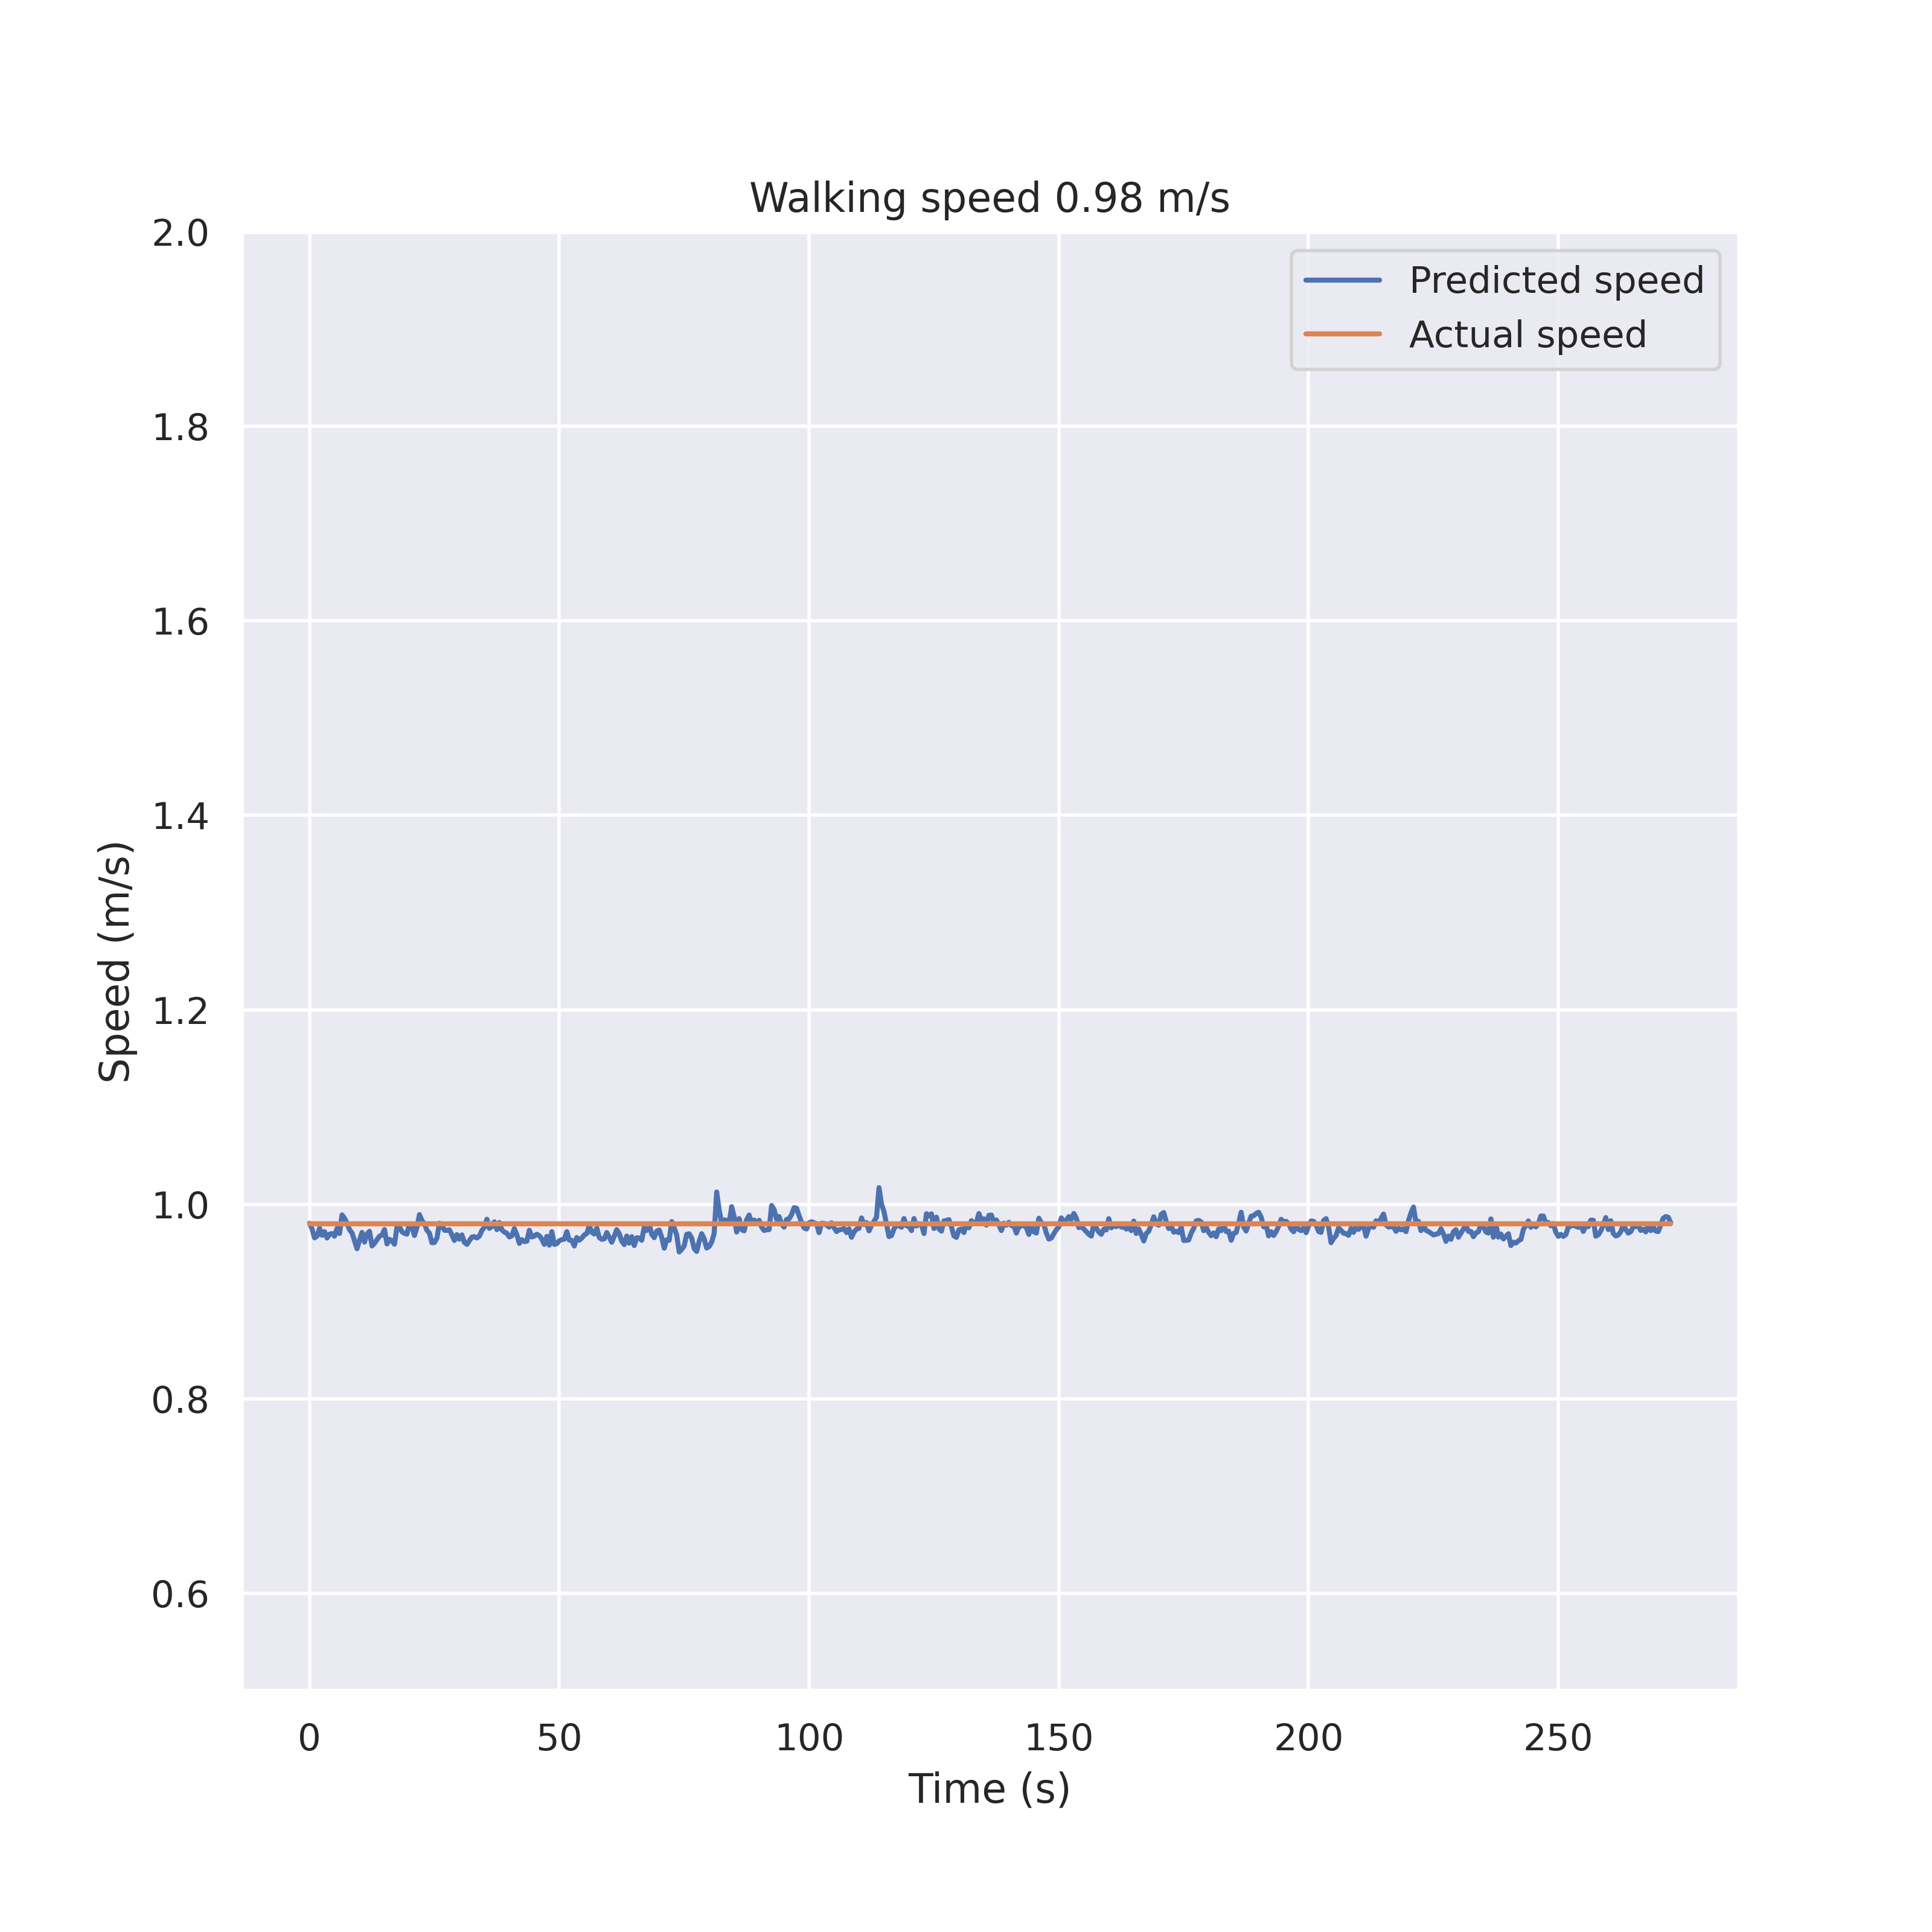 Walking speed 0.98 m/s
Predicted speed
Actual speed
2.0
1.8
1.6
1.4
1.2
1.0
0.8
0.6
Speed (m/s)
0 50 100 150 200 250
Time (s)